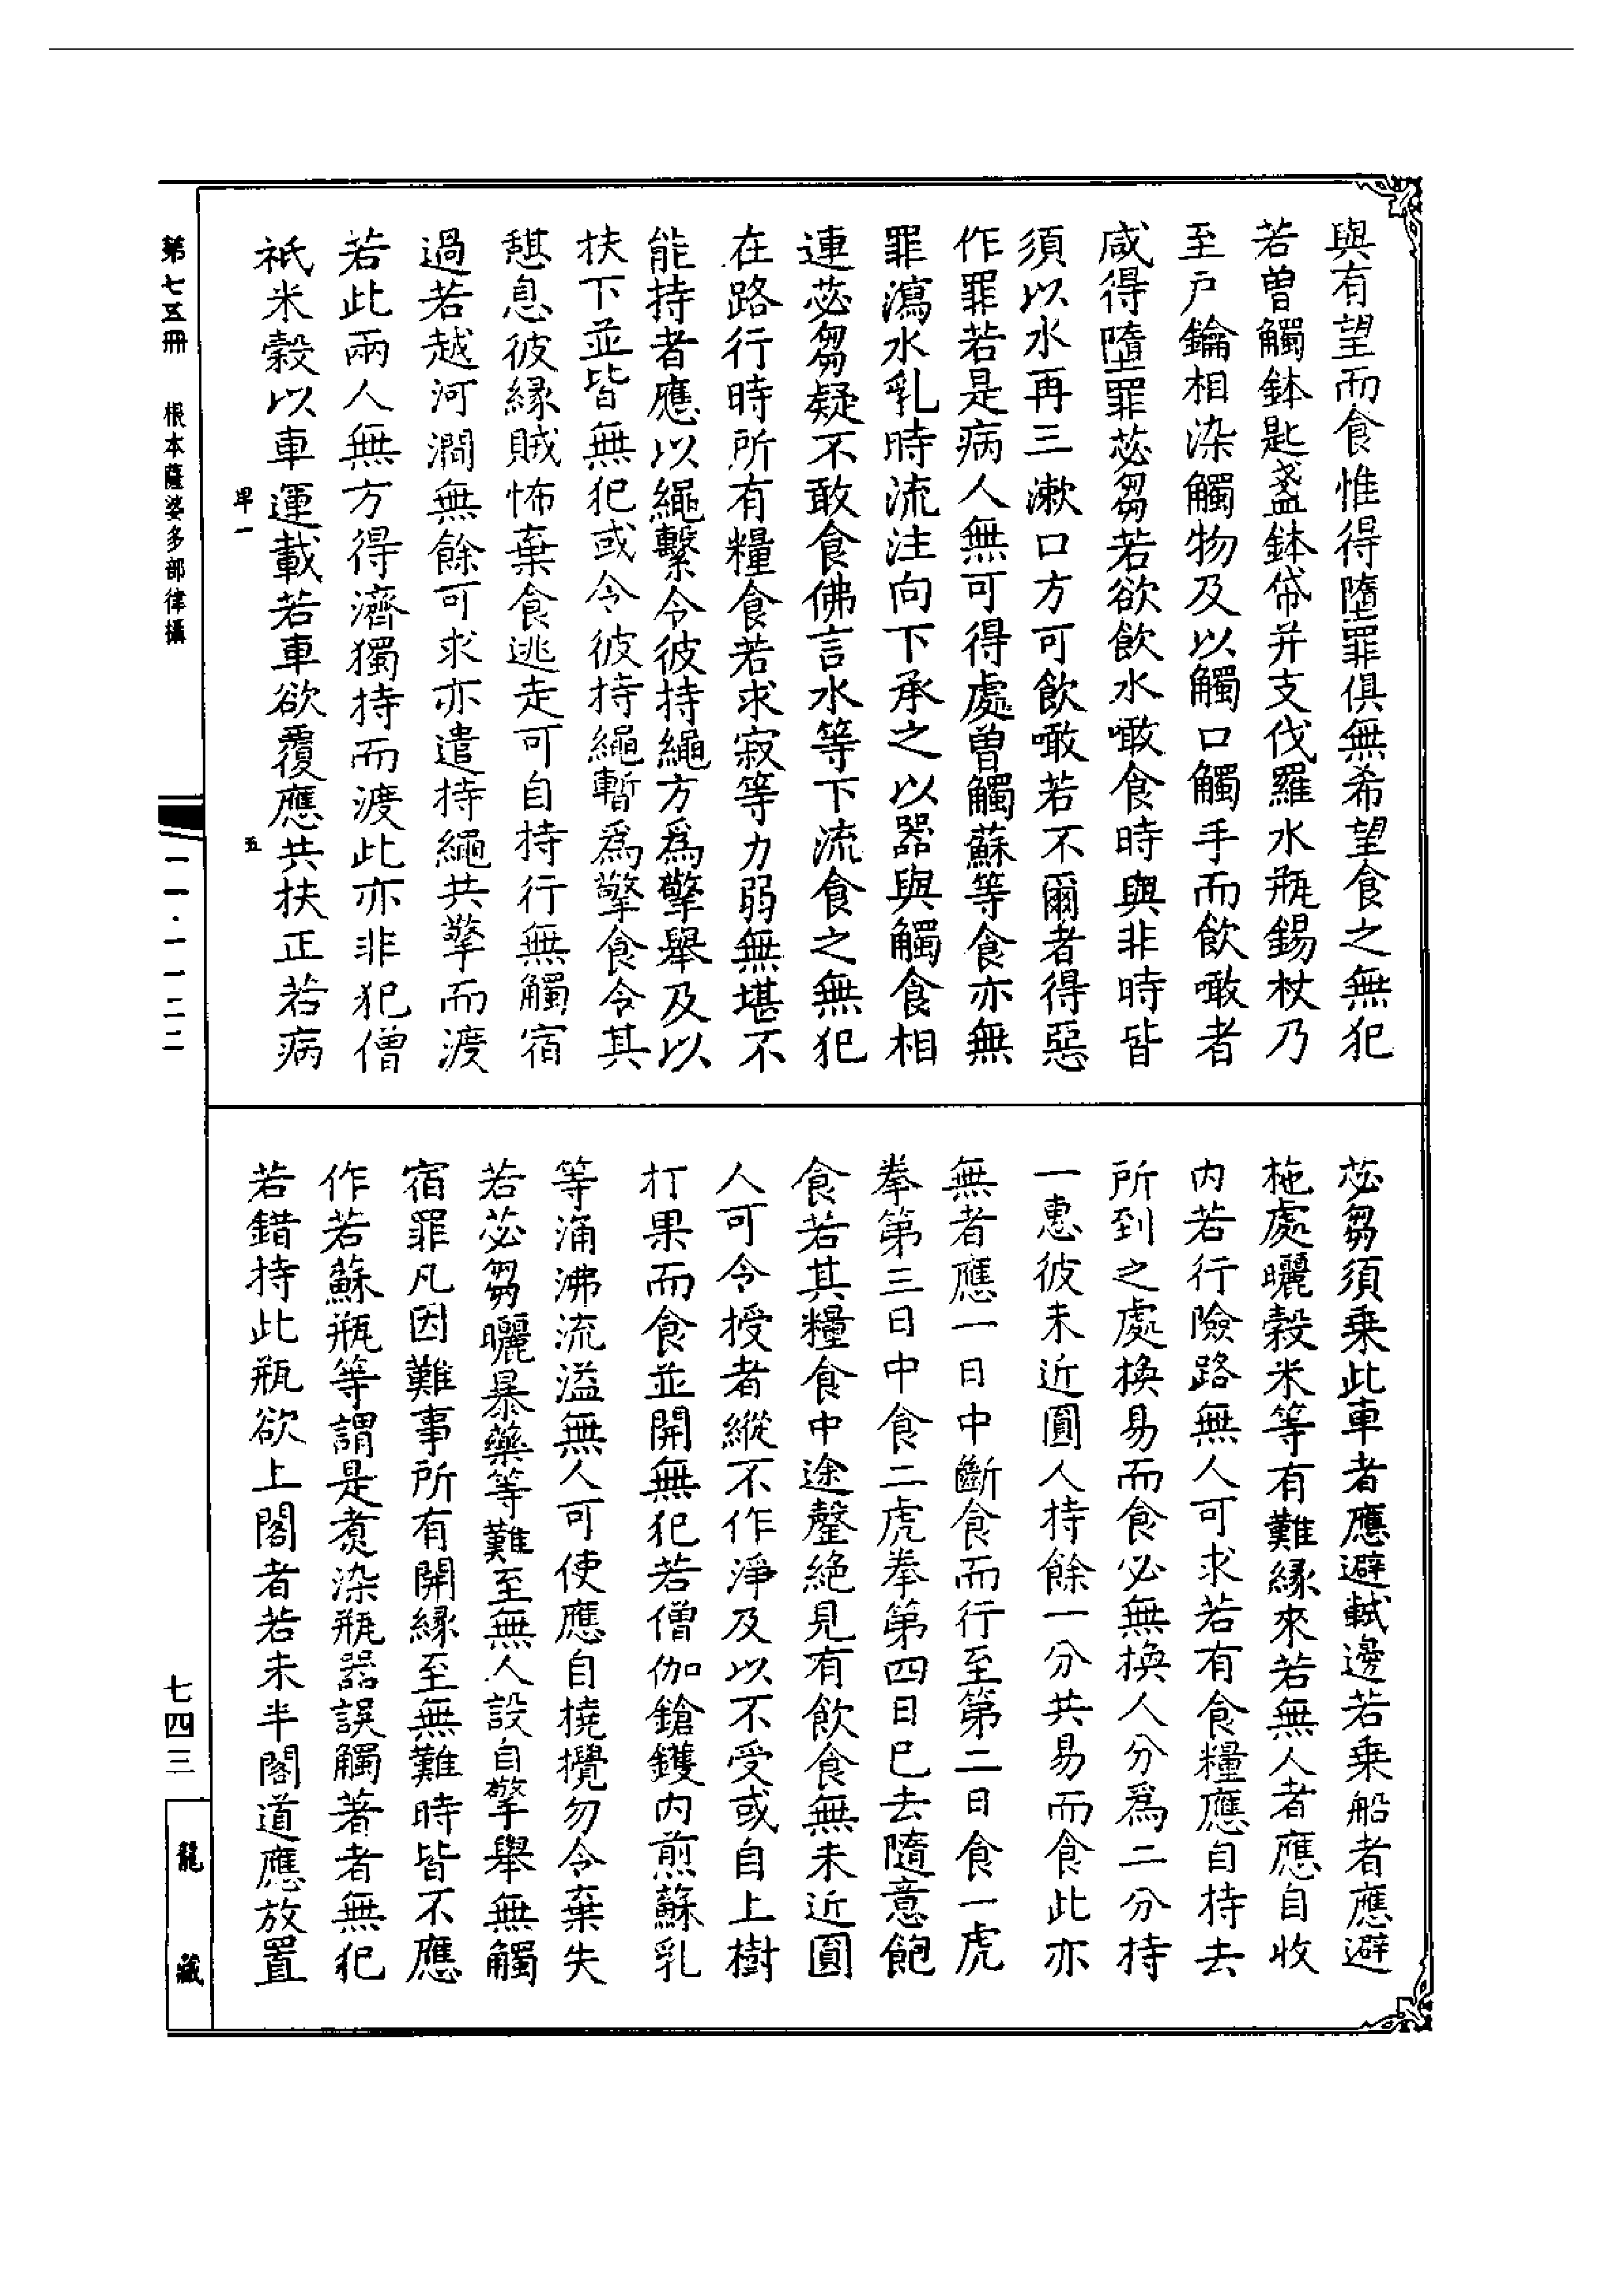 與有望而食惟得墮罪俱無希望食之無犯
若曾觸鉢匙盞鉢帒并支伐羅水瓶錫杖乃
至戶鑰相染觸物及以觸口觸手而飲噉者
咸得墮罪苾芻若欲飲水噉食時與非時皆
須以水再三漱口方可飲噉若不爾者得惡
作罪若是病人無可得處曾觸蘇等食亦無
罪瀉水乳時流注向下承之以器與觸食相
連苾芻疑不敢食佛言水等下流食之無犯
在路行時所有糧食若求寂等力弱無堪不
能持者應以繩繫令彼持繩方為擎舉及以
扶下並皆無犯或令彼持繩暫為擎食令其
憇息彼緣賊怖棄食逃走可自持行無觸宿
過若越河澗無餘可求亦遣持繩共擎而渡
若此兩人無方得濟獨持而渡此亦非犯僧
祇米穀以車運載若車欲覆應共扶正若病
苾芻須乗此車者應避軾邊若乗船者應避
柂處曬穀米等有難緣來若無人者應自收
內若行險路無人可求若有食糧應自持去
所到之處換易而食必無換人分為二分持
一惠彼未近圓人持餘一分共易而食此亦
無者應一日中斷食而行至第二日食一虎
拳第三日中食二虎拳第四日已去隨意飽
食若其糧食中途罄絕見有飲食無未近圓
人可令授者縱不作淨及以不受或自上樹
打果而食並開無犯若僧伽鎗鑊內煎蘇乳
等涌沸流溢無人可使應自撓攪勿令棄失
若苾芻曬暴藥等難至無人設自擎舉無觸
宿罪凡因難事所有開緣至無難時皆不應
作若蘇瓶等謂是煑染瓶器誤觸著者無犯
若錯持此瓶欲上閣者若未半閣道應放置
第七五冊
根本薩婆多部律攝
卑一
五
一一·一一二二
七四三
龍藏